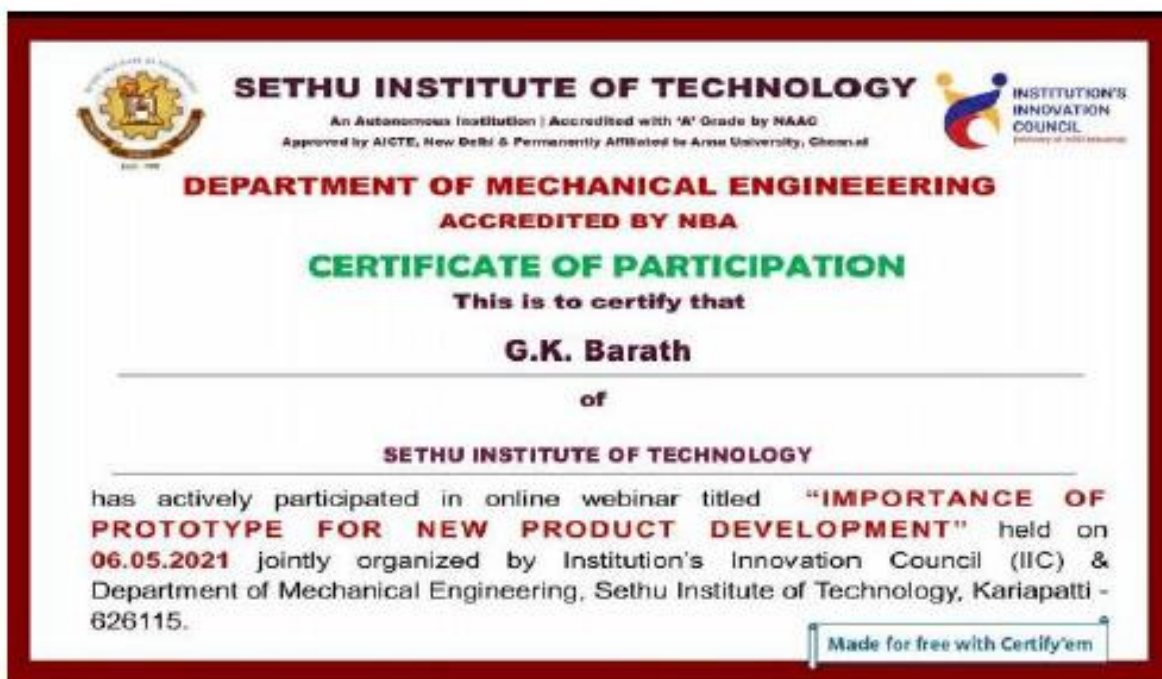 SETHU INSTITUTE OF TECHNOLOGY
An Autonomous Institution | Accredited with 'A' Grade by NAAC
Approved by AICTE, New Delhi & Permanently Affiliated to Anna University, Chennai
INSTITUTION'S
INNOVATION
COUNCIL
DEPARTMENT OF MECHANICAL ENGINEEERING
ACCREDITED BY NBA
CERTIFICATE OF PARTICIPATION
This is to certify that
G.K. Barath
of
SETHU INSTITUTE OF TECHNOLOGY
has actively participated in online webinar titled “IMPORTANCE OF
PROTOTYPE FOR NEW PRODUCT DEVELOPMENT” held on
06.05.2021 jointly organized by Institution's Innovation Council (IIC) &
Department of Mechanical Engineering, Sethu Institute of Technology, Kariapatti -
626115.
Made for free with Certify'em